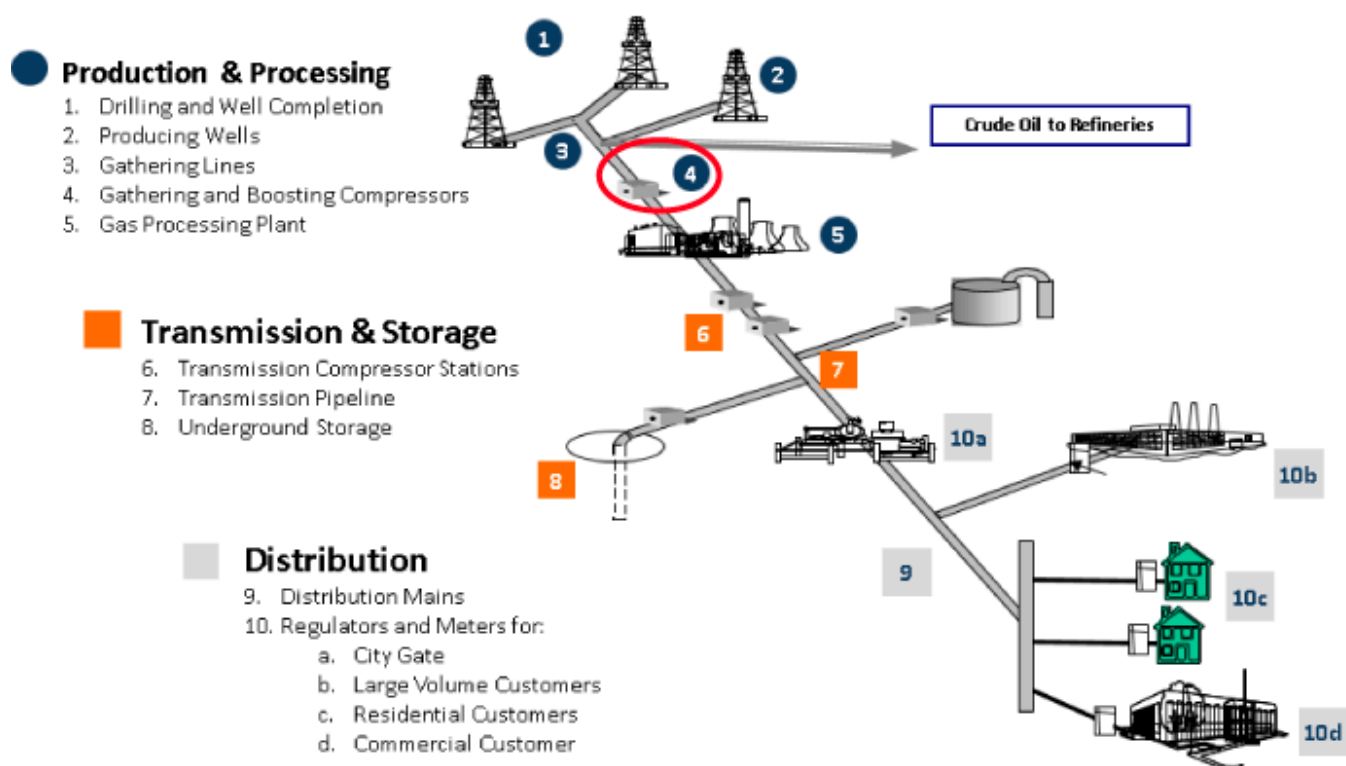 Production & Processing
1. Drilling and Well Completion
2. Producing Wells
3. Gathering Lines
4. Gathering and Boosting Compressors
5. Gas Processing Plant
Transmission & Storage
6. Transmission Compressor Stations
7. Transmission Pipeline
8. Underground Storage
Distribution
9. Distribution Mains
10. Regulators and Meters for:
a. City Gate
b. Large Volume Customers
c. Residential Customers
d. Commercial Customer
1
2
Crude Oil to Refineries
3
4
5
6
7
10a
8
10b
9
10c
10d